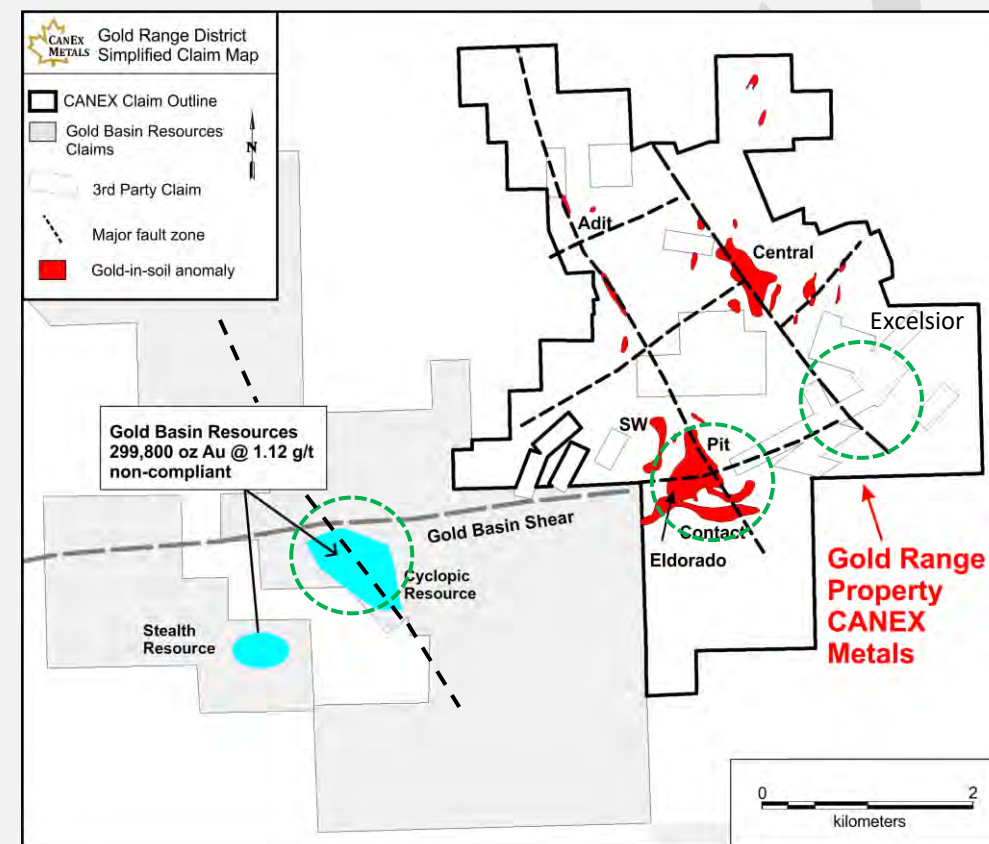 CANEX
METALS
Gold Range District
Simplified Claim Map
CANEX Claim Outline
Gold Basin Resources
Claims
N
3rd Party Claim
Major fault zone
Gold-in-soil anomaly
Adit
Central
Excelsior
SW
Pit
Gold Basin Resources
299,800 oz Au @ 1.12 g/t
non-compliant
Gold Basin Shear
Contact
Eldorado
Cyclopic
Resource
Stealth
Resource
Gold Range
Property
CANEX
Metals
0
2
kilometers